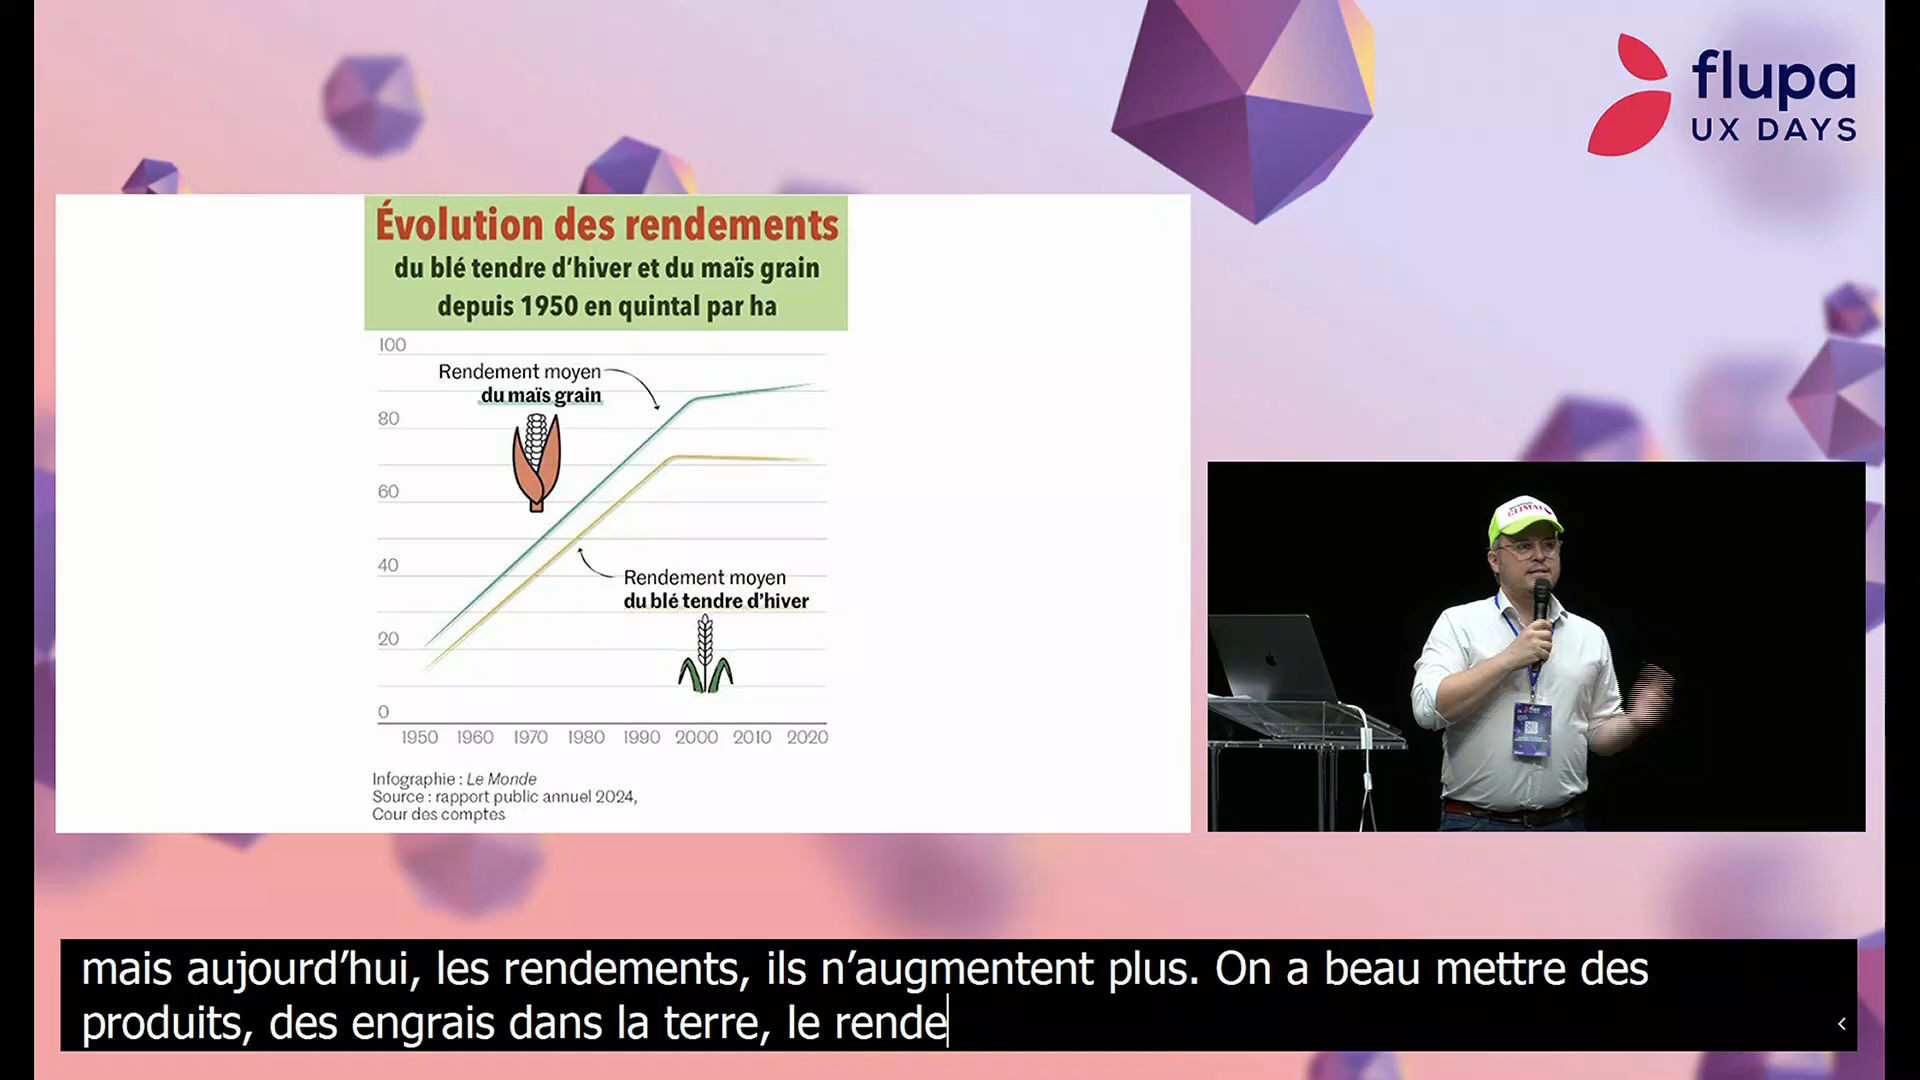 flupa
UX DAYS
Évolution des rendements
du blé tendre d'hiver et du maïs grain
depuis 1950 en quintal par ha
100
Rendement moyen
du maïs grain
80
60
40
Rendement moyen
du blé tendre d'hiver
20
0
1950 1960 1970 1980 1990 2000 2010 2020
Infographie : Le Monde
Source : rapport public annuel 2024,
Cour des comptes
CLIMAT
mais aujourd'hui, les rendements, ils n'augmentent plus. On a beau mettre des
produits, des engrais dans la terre, le rende